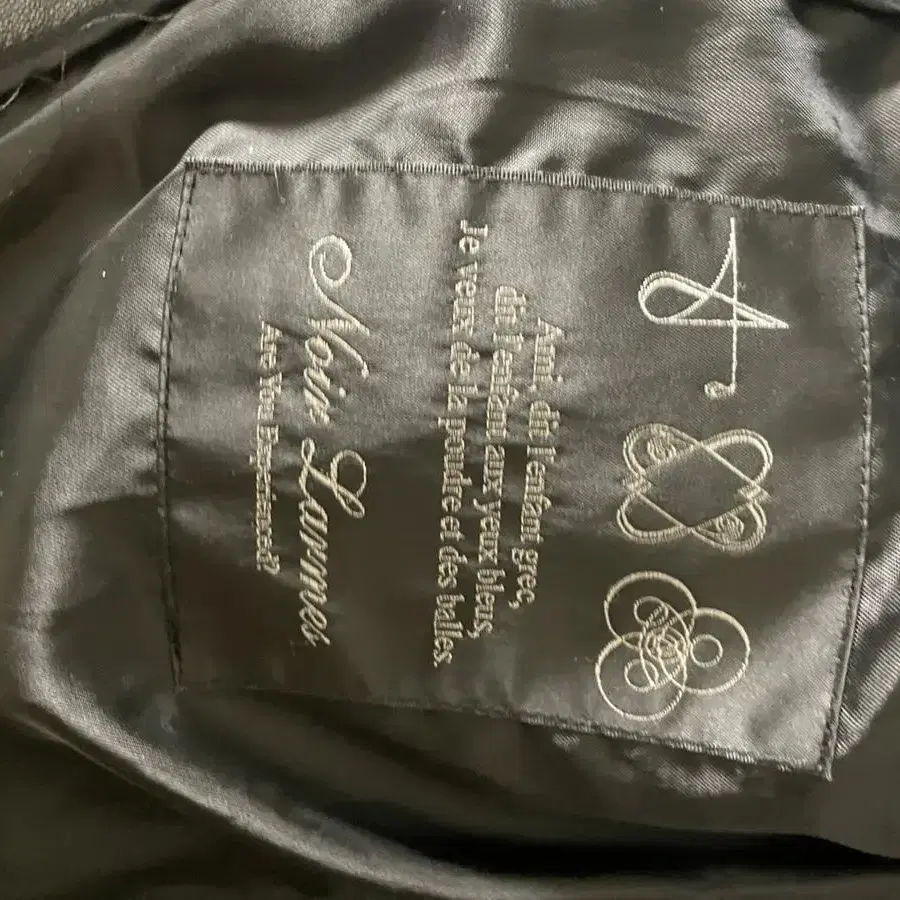 Ami, dit l'enfant grec,
dit l'enfant aux yeux bleus,
Je veux de la poudre et des balles
Noir Larmes
Are You Experienced?